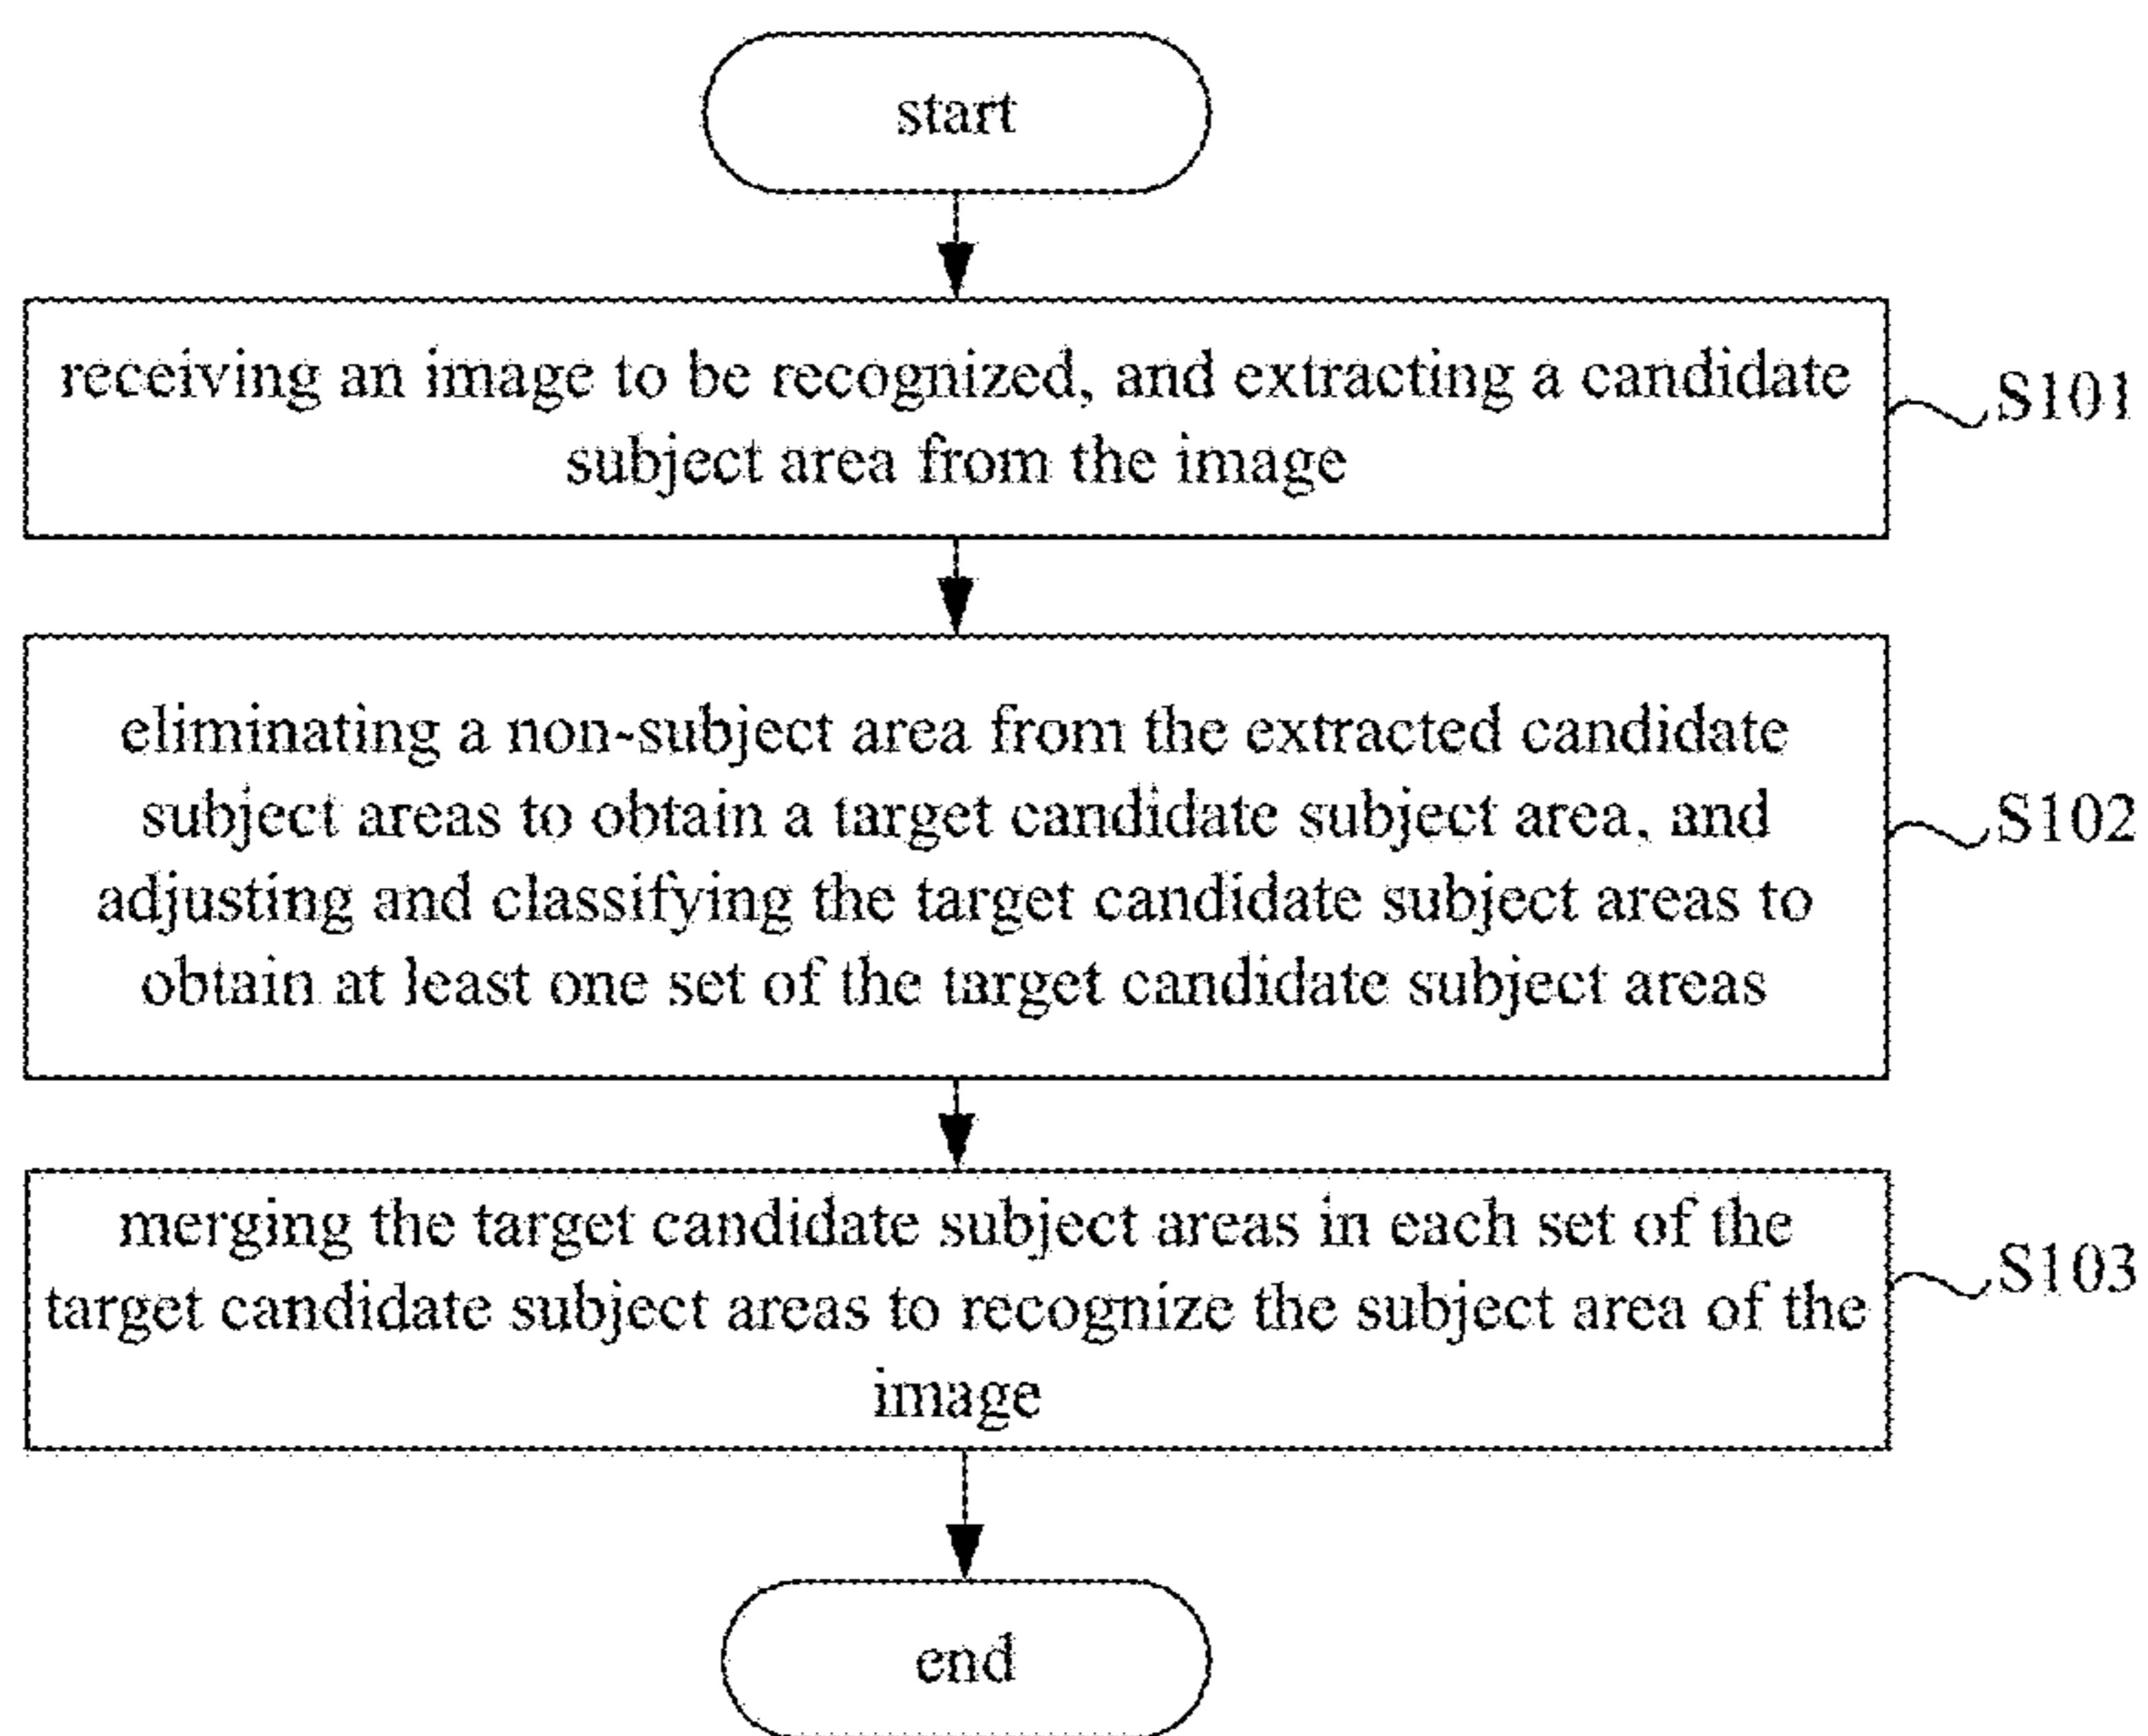 start
receiving an image to be recognized, and extracting a candidate
subject area from the image
S101
eliminating a non-subject area from the extracted candidate
subject areas to obtain a target candidate subject area, and
adjusting and classifying the target candidate subject areas to
obtain at least one set of the target candidate subject areas
S102
merging the target candidate subject areas in each set of the
target candidate subject areas to recognize the subject area of the
image
S103
end